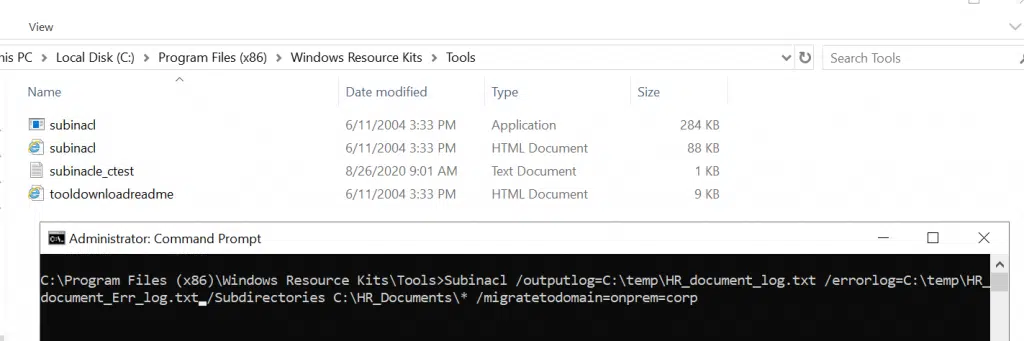 View
his PC > Local Disk (C:) > Program Files (x86) > Windows Resource Kits > Tools
Search Tools
Name Date modified Type Size
subinacl 6/11/2004 3:33 PM Application 284 KB
subinacl 6/11/2004 3:33 PM HTML Document 88 KB
subinacle_ctest 8/26/2020 9:01 AM Text Document 1 KB
tooldownloadreadme 6/11/2004 3:33 PM HTML Document 9 KB
Administrator: Command Prompt
C:\Program Files (x86)\Windows Resource Kits\Tools>Subinacl /outputlog=C:\temp\HR_document_log.txt /errorlog=C:\temp\HR_
document_Err_log.txt /Subdirectories C:\HR_Documents\* /migratetodomain=onprem=corp